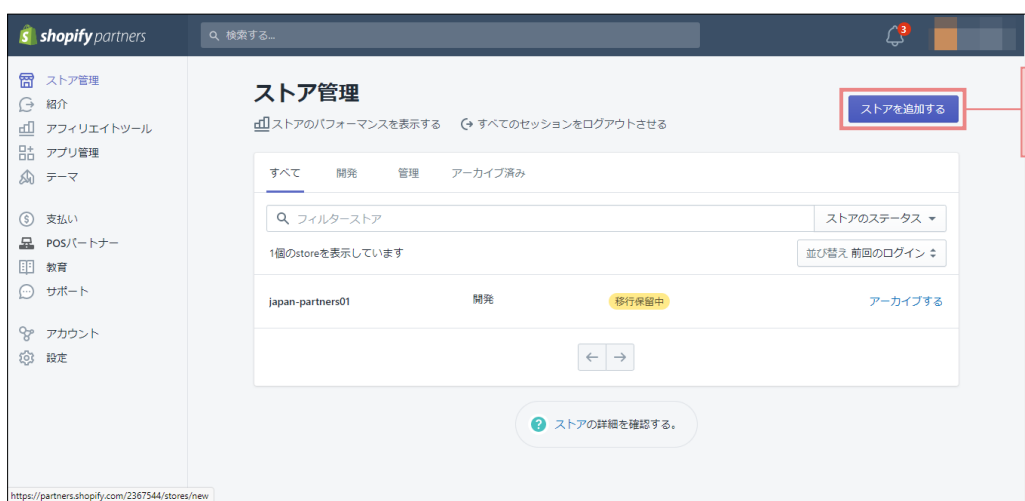 shopify partners
検索する...
3
ストア管理
紹介
アフィリエイトツール
アプリ管理
テーマ
支払い
POSパートナー
教育
サポート
アカウント
設定
ストア管理
ストアを追加する
ストアのパフォーマンスを表示する すべてのセッションをログアウトさせる
すべて 開発 管理 アーカイブ済み
フィルターストア ストアのステータス
1個のstoreを表示しています 並び替え 前回のログイン
japan-partners01 開発 移行保留中 アーカイブする
← →
? ストアの詳細を確認する。
https://partners.shopify.com/2367544/stores/new